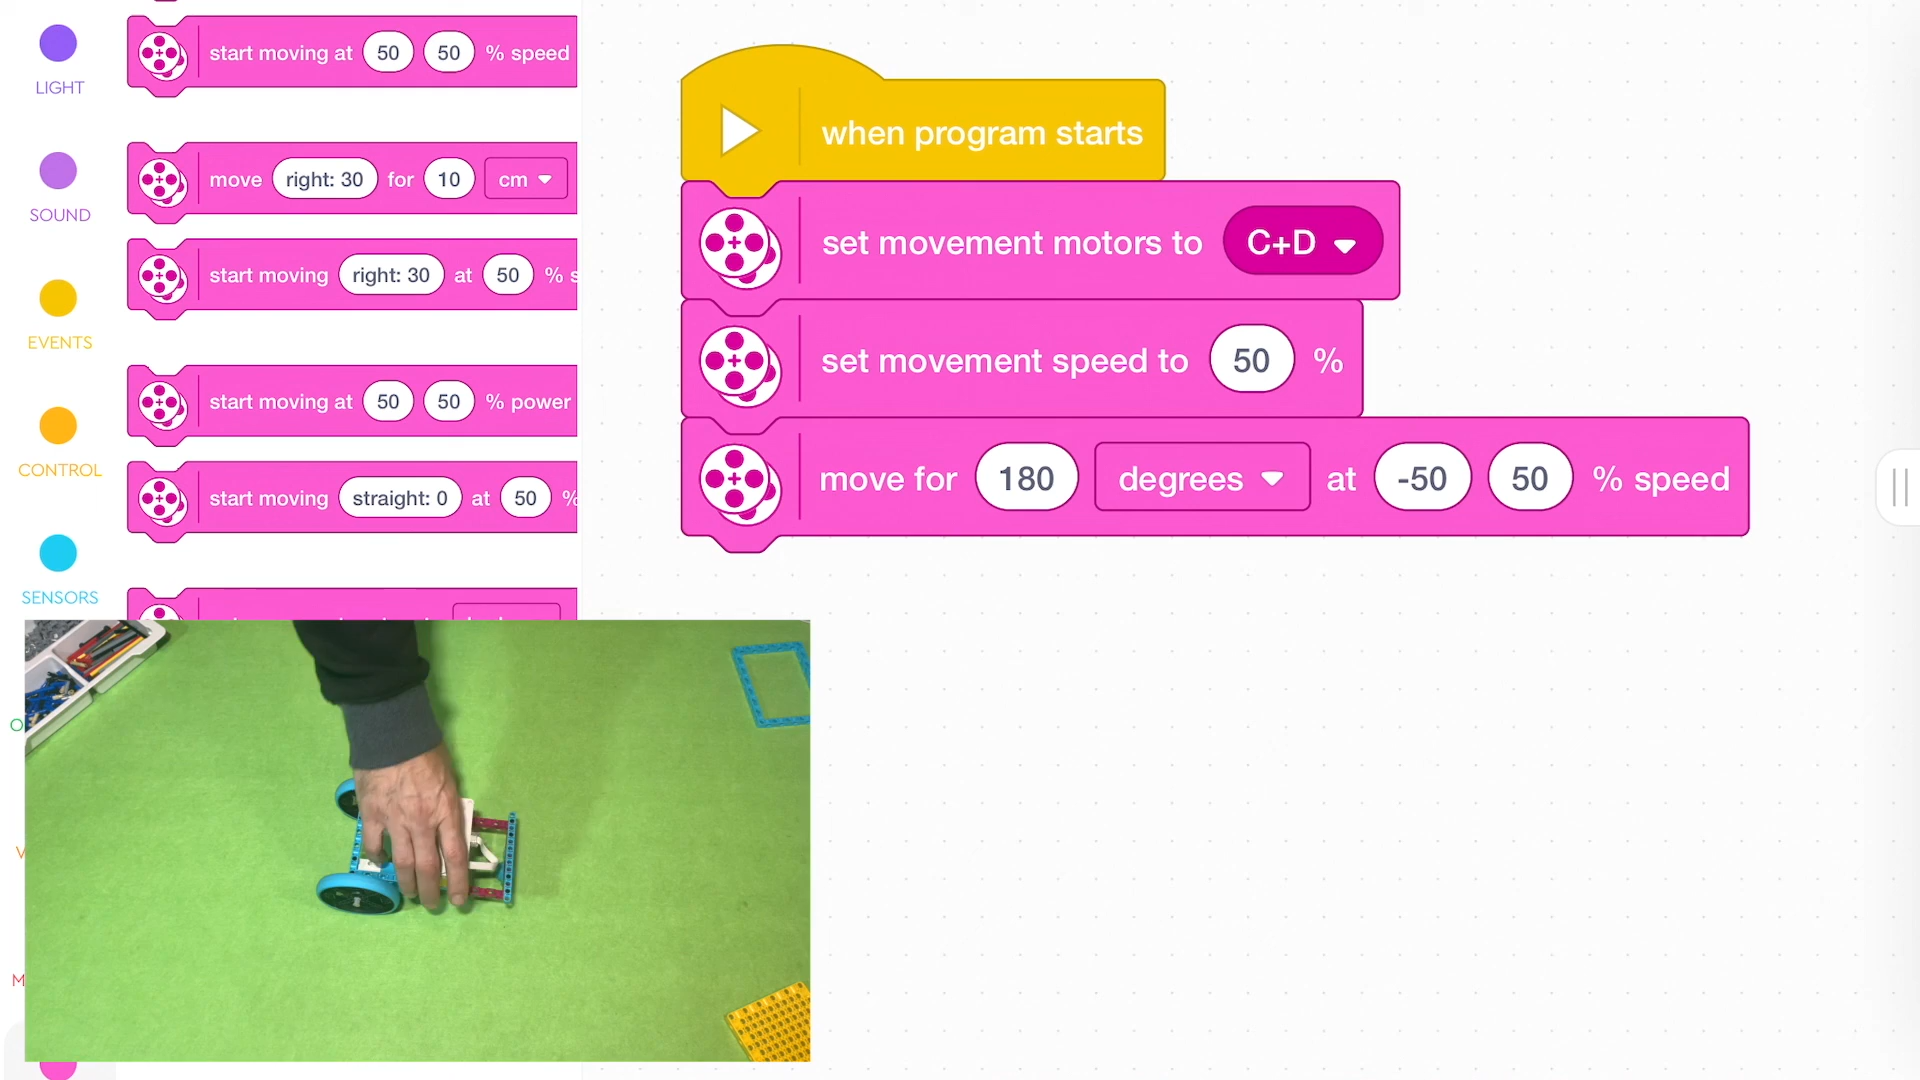 LIGHT
SOUND
EVENTS
CONTROL
SENSORS
start moving at 50 50 % speed
move right: 30 for 10 cm
start moving right: 30 at 50 % s
start moving at 50 50 % power
start moving straight: 0 at 50 %
when program starts
set movement motors to C+D
set movement speed to 50 %
move for 180 degrees at -50 50 % speed